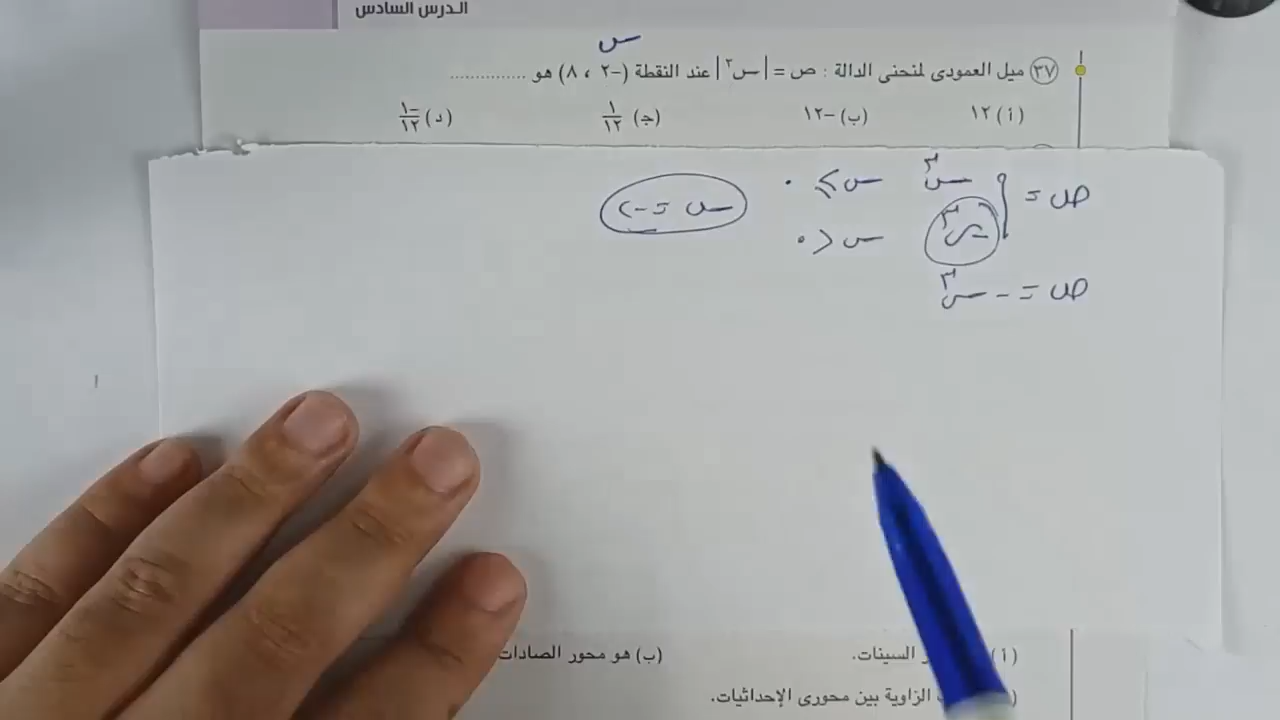 الدرس السادس
س
٣٧ ميل العمودى لمنحنى الدالة : ص = |س٣| عند النقطة (-٢ ، ٨) هو ..............
(أ) ١٢ (ب) -١٢ (جـ) ١/١٢ (د) -١/١٢
ص = { س٣ س ≥ ٠
-س٣ س < ٠
س = -٢
ص = - س٣
(أ) السينات. (ب) هو محور الصادات
الزاوية بين محورى الإحداثيات.